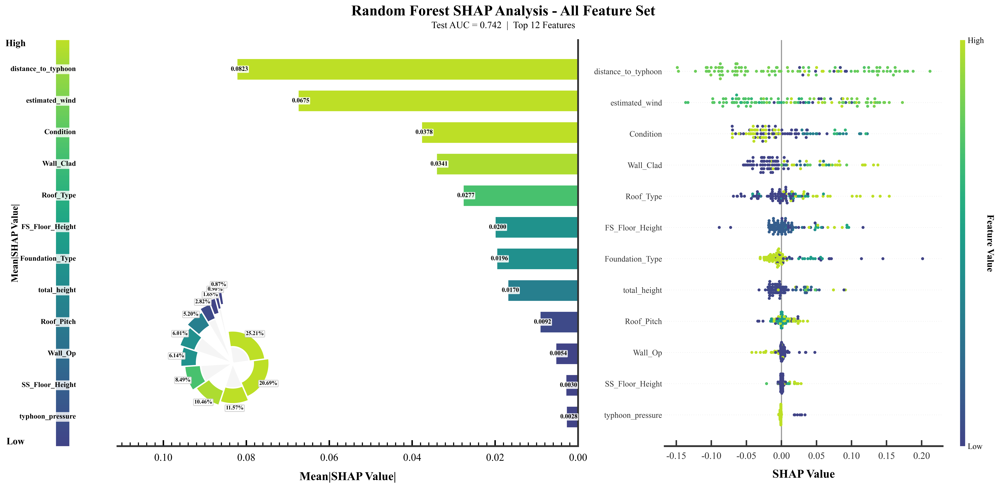 Random Forest SHAP Analysis - All Feature Set
Test AUC = 0.742 | Top 12 Features
High
distance_to_typhoon
estimated_wind
Condition
Wall_Clad
Roof_Type
FS_Floor_Height
Foundation_Type
total_height
Roof_Pitch
Wall_Op
SS_Floor_Height
typhoon_pressure
Low
Mean|SHAP Value|
0.0823
0.0675
0.0378
0.0341
0.0277
0.0200
0.0196
0.0170
0.0092
0.0054
0.0030
0.0028
0.87%
0.90%
1.65%
2.82%
5.20%
6.01%
6.14%
8.49%
10.46%
11.57%
20.69%
25.21%
0.10 0.08 0.06 0.04 0.02 0.00
Mean|SHAP Value|
distance_to_typhoon
estimated_wind
Condition
Wall_Clad
Roof_Type
FS_Floor_Height
Foundation_Type
total_height
Roof_Pitch
Wall_Op
SS_Floor_Height
typhoon_pressure
-0.15 -0.10 -0.05 0.00 0.05 0.10 0.15 0.20
SHAP Value
High
Feature Value
Low